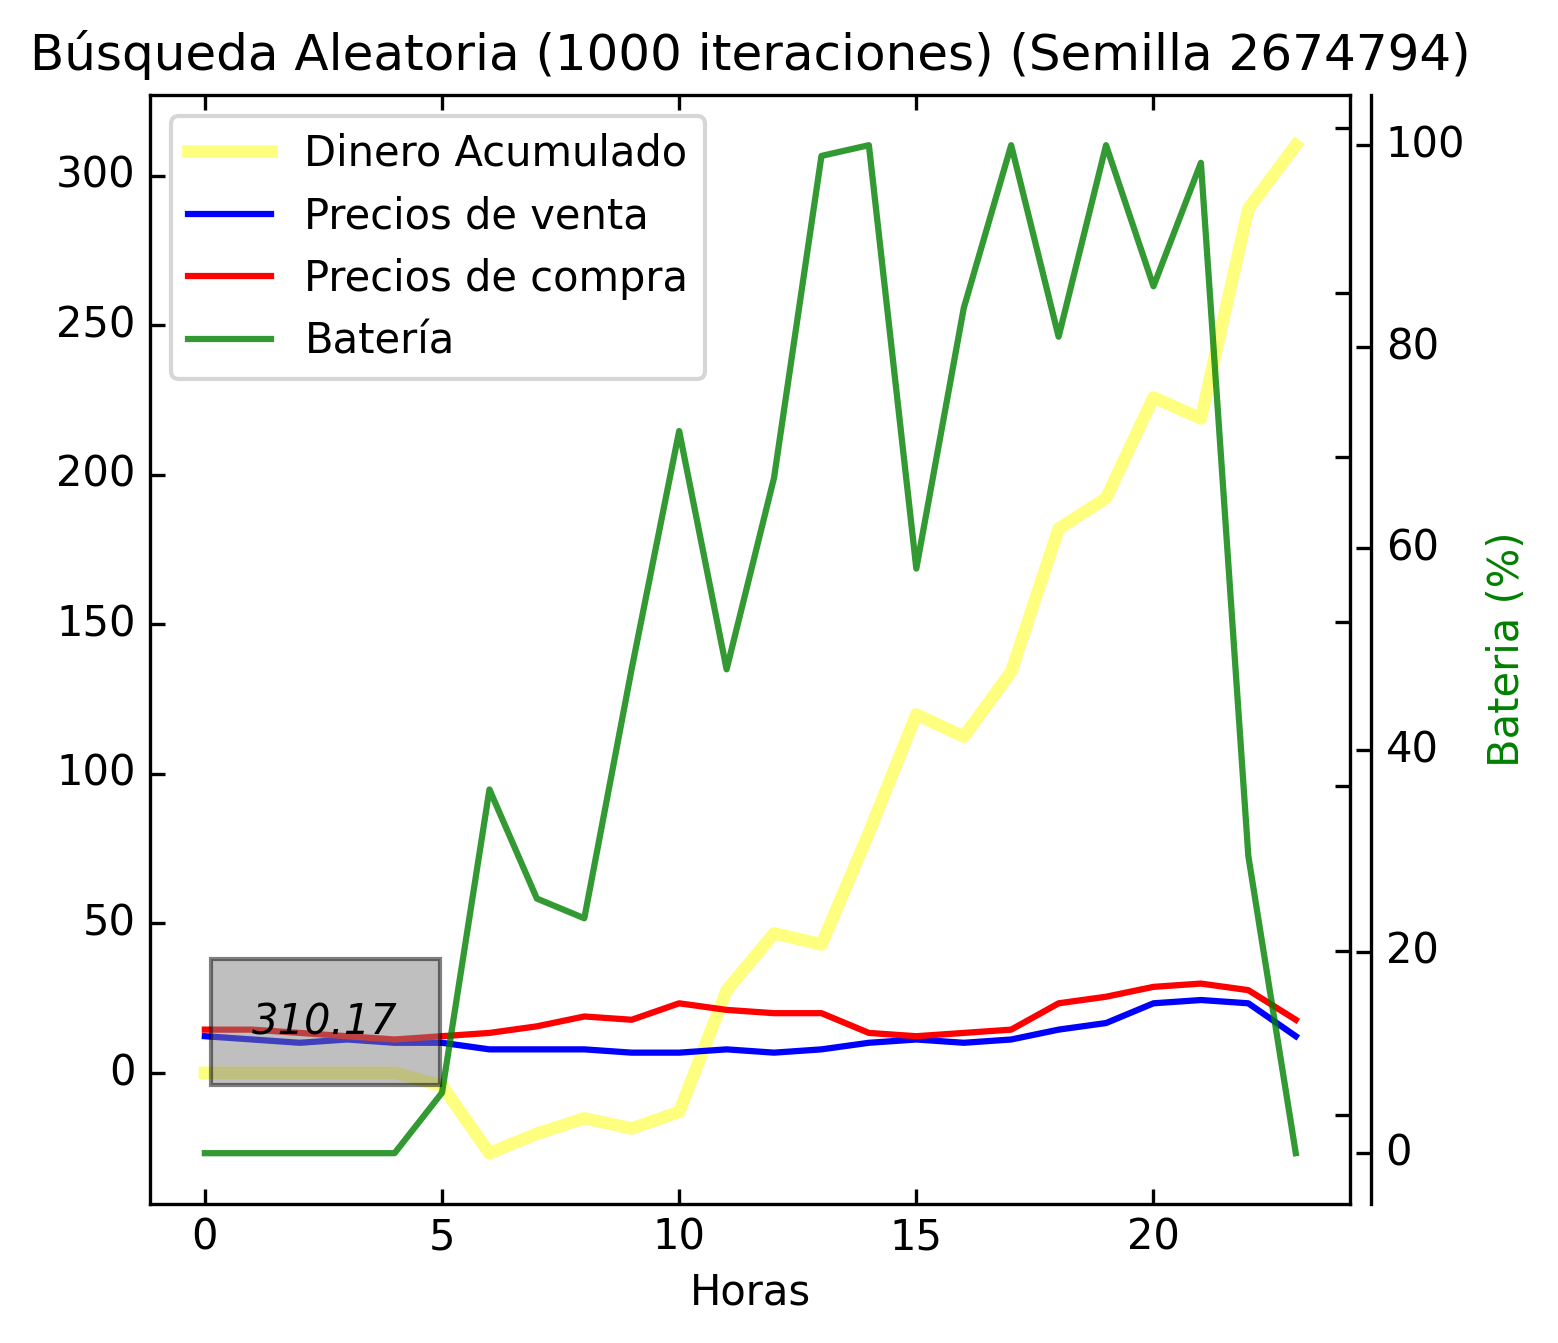 Búsqueda Aleatoria (1000 iteraciones) (Semilla 2674794)
Dinero Acumulado
Precios de venta
Precios de compra
Batería
300
250
200
150
100
50
0
310.17
100
80
60
40
20
0
Bateria (%)
0 5 10 15 20
Horas